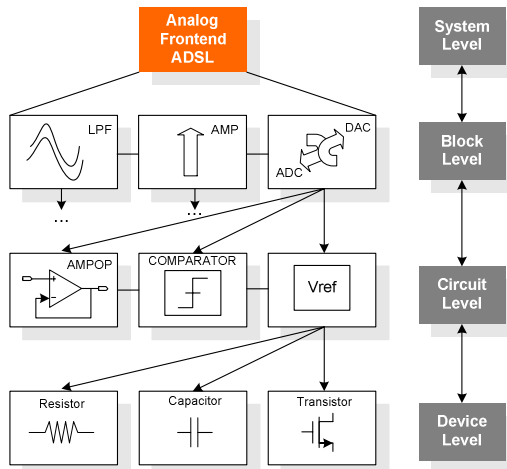 Analog
Frontend
ADSL
System
Level
LPF
AMP
DAC
ADC
Block
Level
...
...
AMPOP
+
−
COMPARATOR
Vref
Circuit
Level
Resistor
Capacitor
Transistor
Device
Level